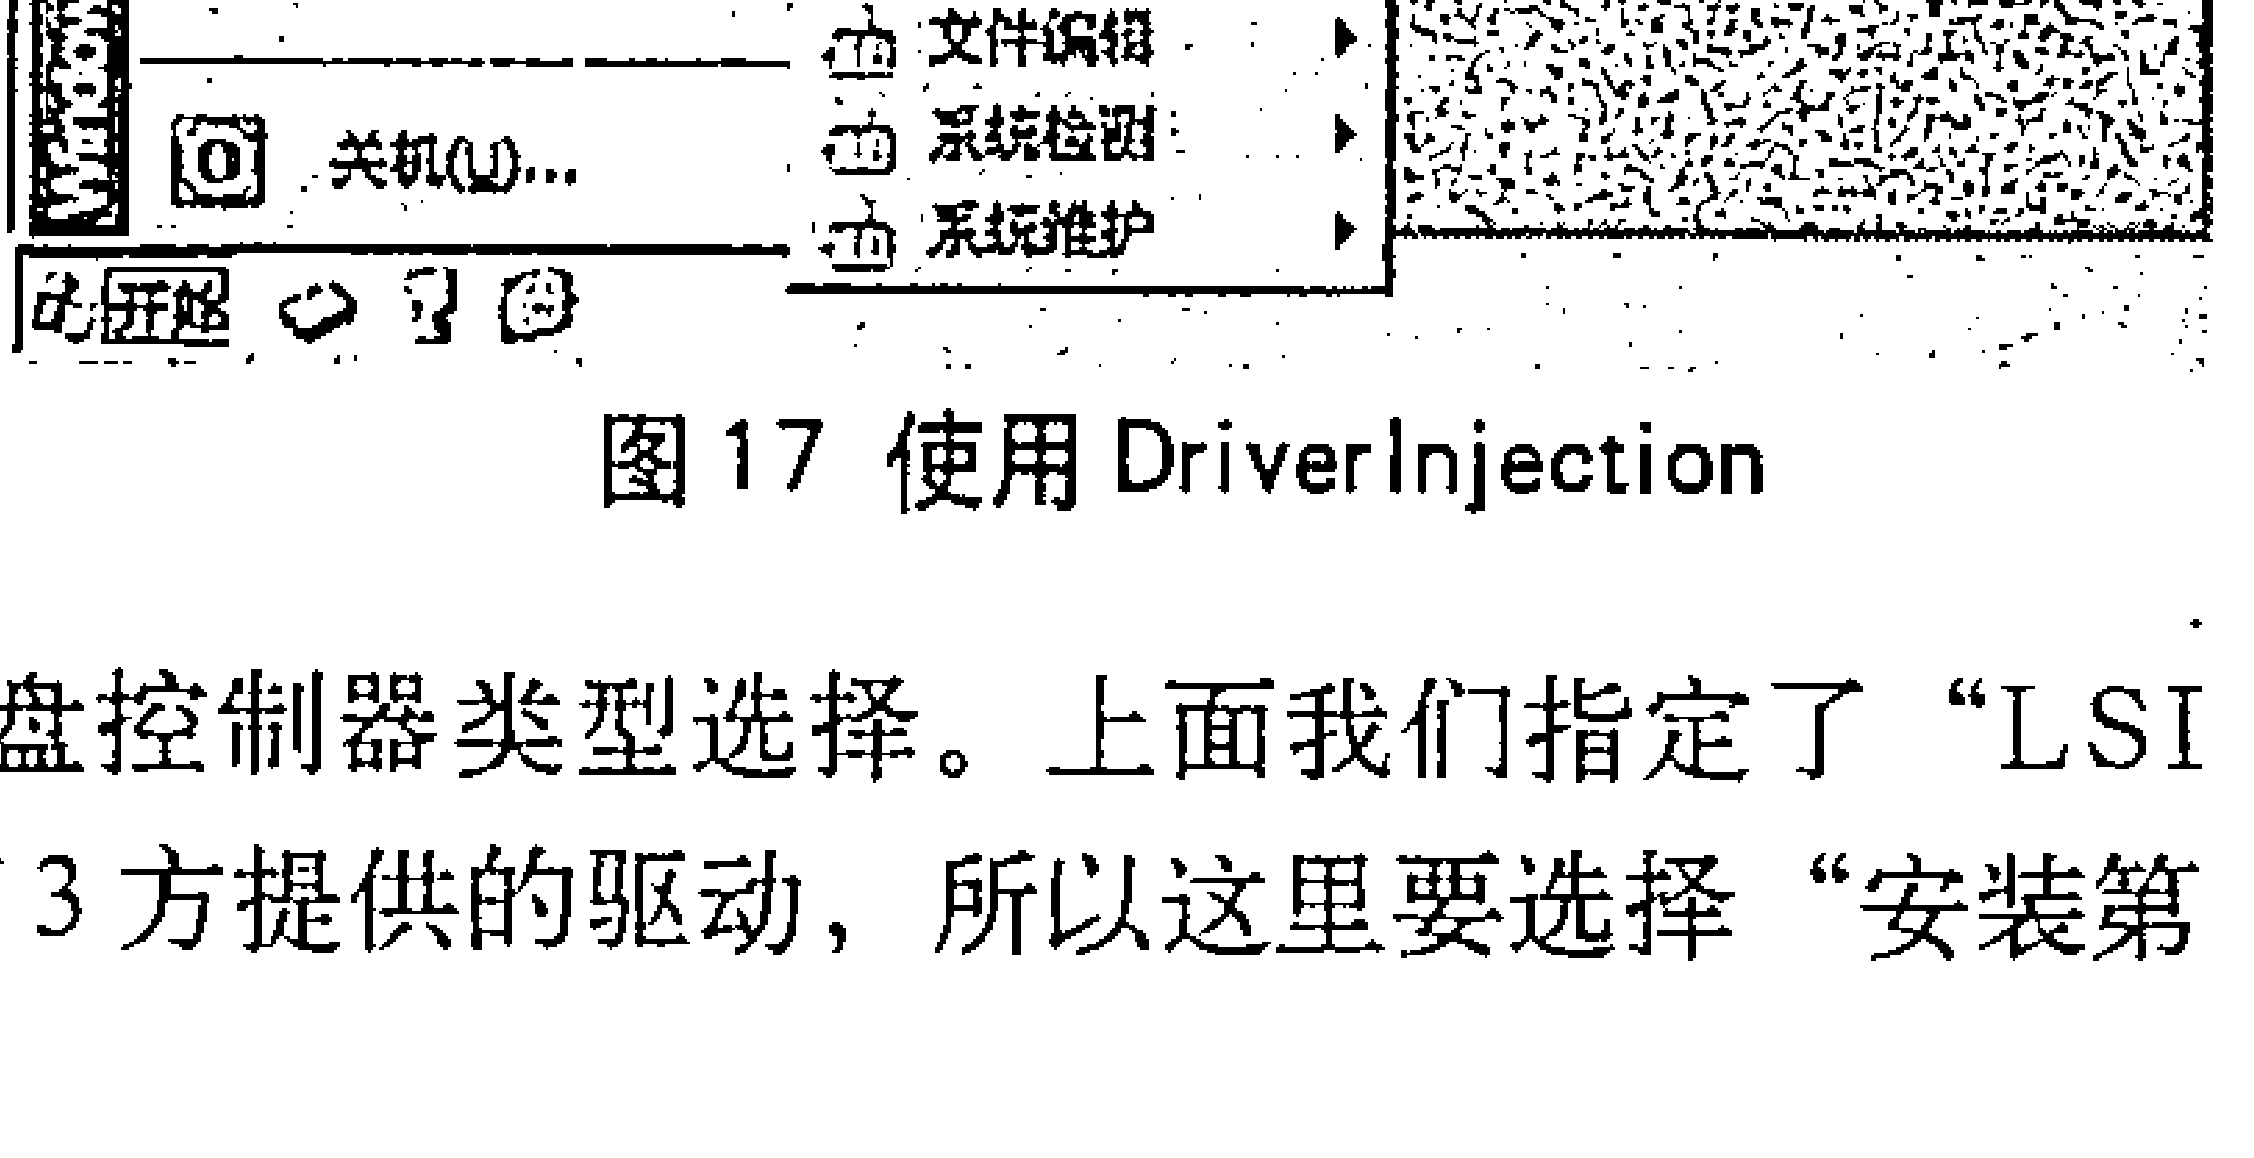 文件编辑
系统检测
关机(U)...
系统维护
开始
图 17 使用 DriverInjection
盘控制器类型选择。上面我们指定了“LSI
3 方提供的驱动，所以这里要选择“安装第